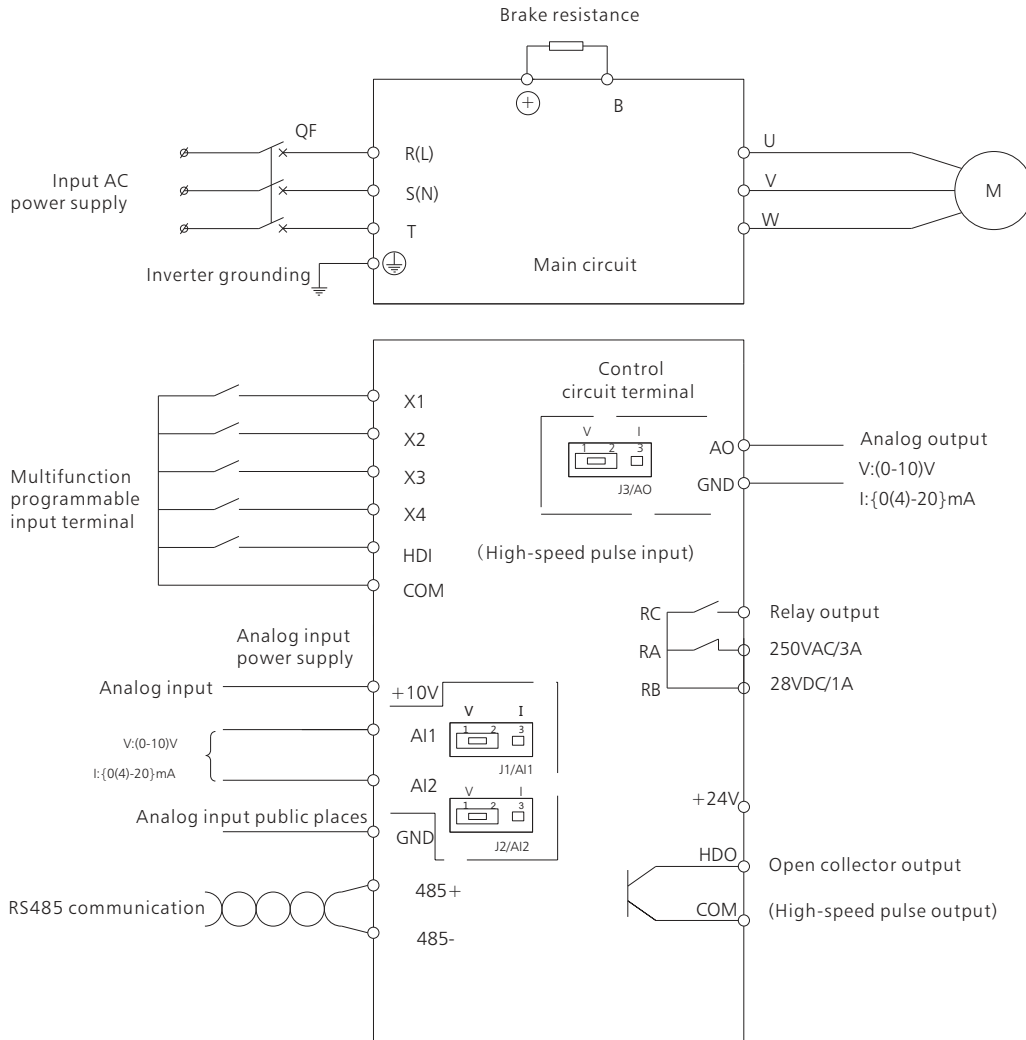 Brake resistance
+
B
QF
R(L)
S(N)
T
Input AC
power supply
Inverter grounding
Main circuit
U
V
W
M
Control
circuit terminal
V I
1 2 3
J3/AO
AO
GND
Analog output
V:(0-10)V
I:{0(4)-20}mA
X1
X2
X3
X4
HDI
COM
Multifunction
programmable
input terminal
(High-speed pulse input)
RC
RA
RB
Relay output
250VAC/3A
28VDC/1A
Analog input
power supply
Analog input
+10V
AI1
AI2
GND
V:(0-10)V
I:{0(4)-20}mA
Analog input public places
V I
1 2 3
J1/AI1
V I
1 2 3
J2/AI2
+24V
HDO
COM
Open collector output
(High-speed pulse output)
RS485 communication
485+
485-